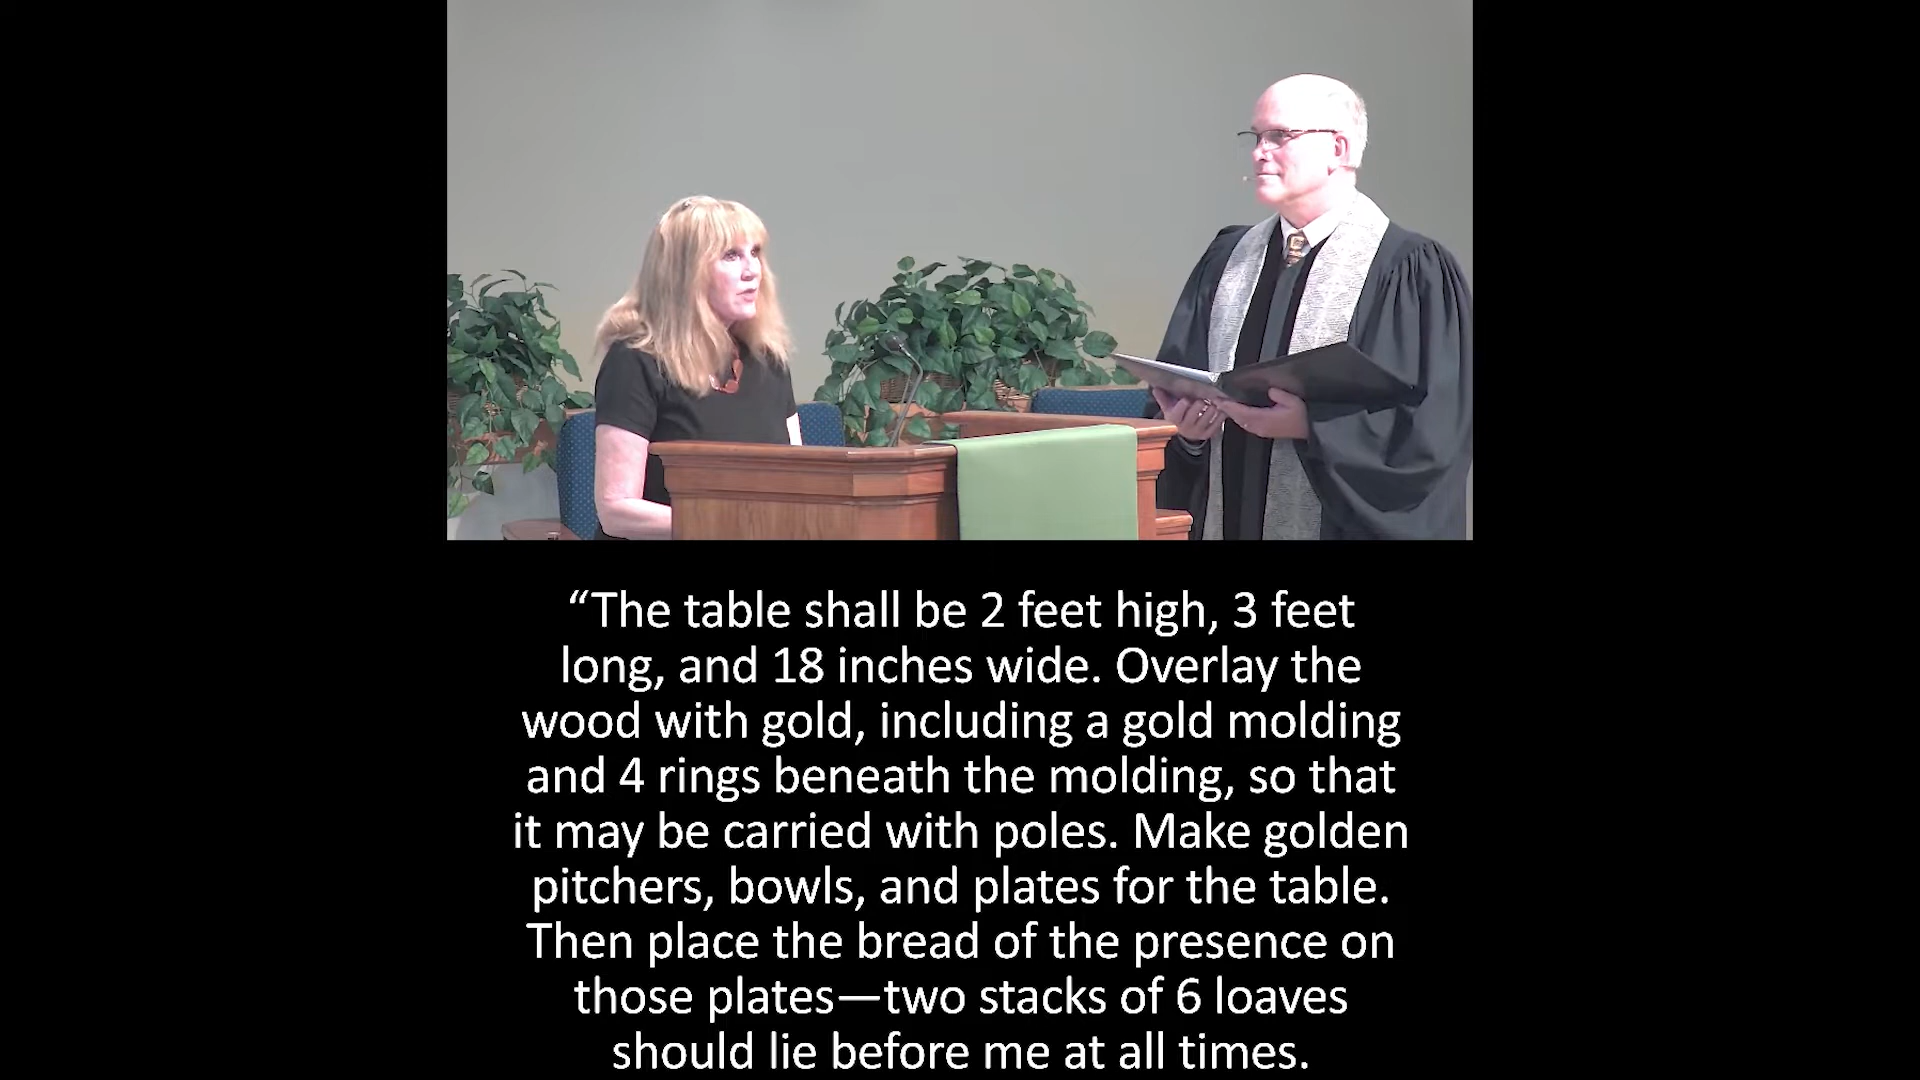 “The table shall be 2 feet high, 3 feet
long, and 18 inches wide. Overlay the
wood with gold, including a gold molding
and 4 rings beneath the molding, so that
it may be carried with poles. Make golden
pitchers, bowls, and plates for the table.
Then place the bread of the presence on
those plates—two stacks of 6 loaves
should lie before me at all times.